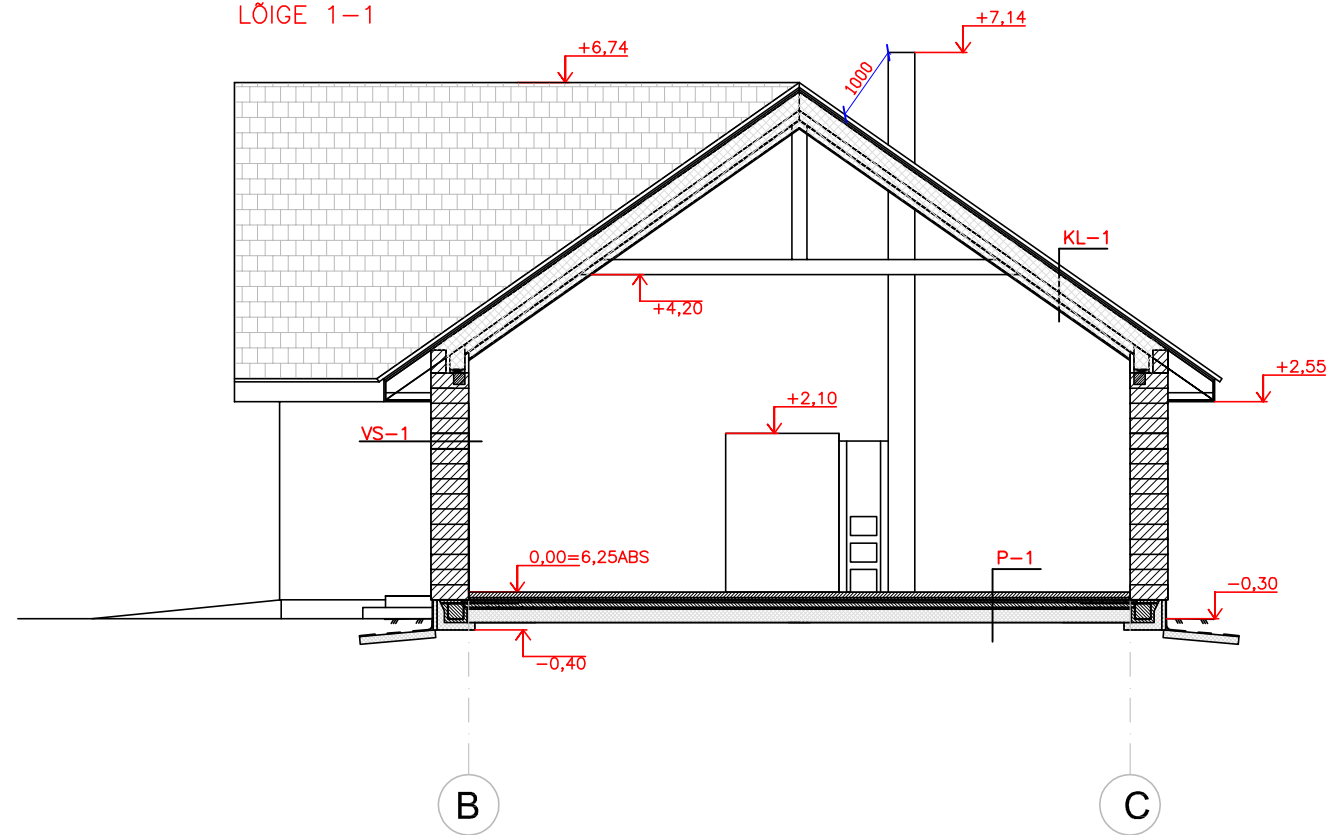 LÕIGE 1-1
+7,14
+6,74
1000
KL-1
+4,20
+2,55
+2,10
VS-1
0,00=6,25ABS
P-1
-0,30
-0,40
B
C